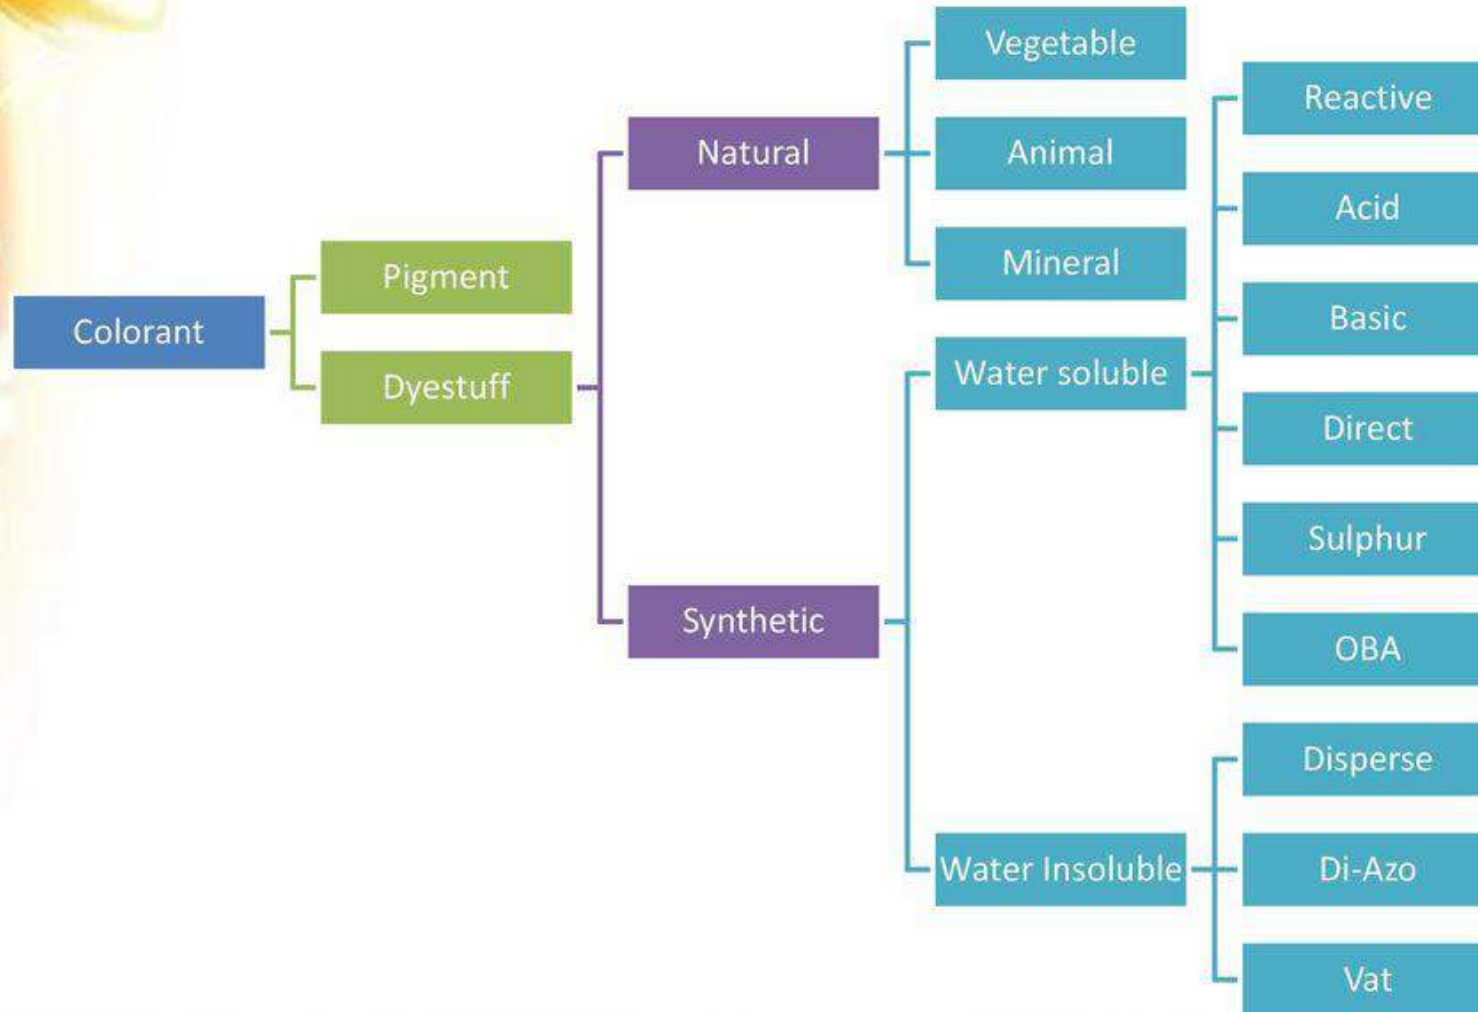 Colorant
Pigment
Dyestuff
Natural
Synthetic
Vegetable
Animal
Mineral
Water soluble
Water Insoluble
Reactive
Acid
Basic
Direct
Sulphur
OBA
Disperse
Di-Azo
Vat